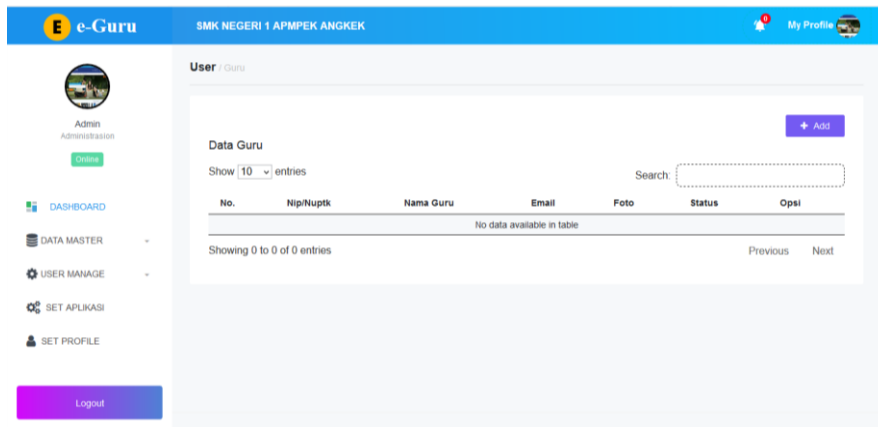 E e-Guru
SMK NEGERI 1 APMPEK ANGKEK
0
My Profile
User / Guru
Admin
Administrasion
Online
DASHBOARD
DATA MASTER
USER MANAGE
SET APLIKASI
SET PROFILE
Logout
+ Add
Data Guru
Show 10 entries
Search:
No. Nip/Nuptk Nama Guru Email Foto Status Opsi
No data available in table
Showing 0 to 0 of 0 entries
Previous Next